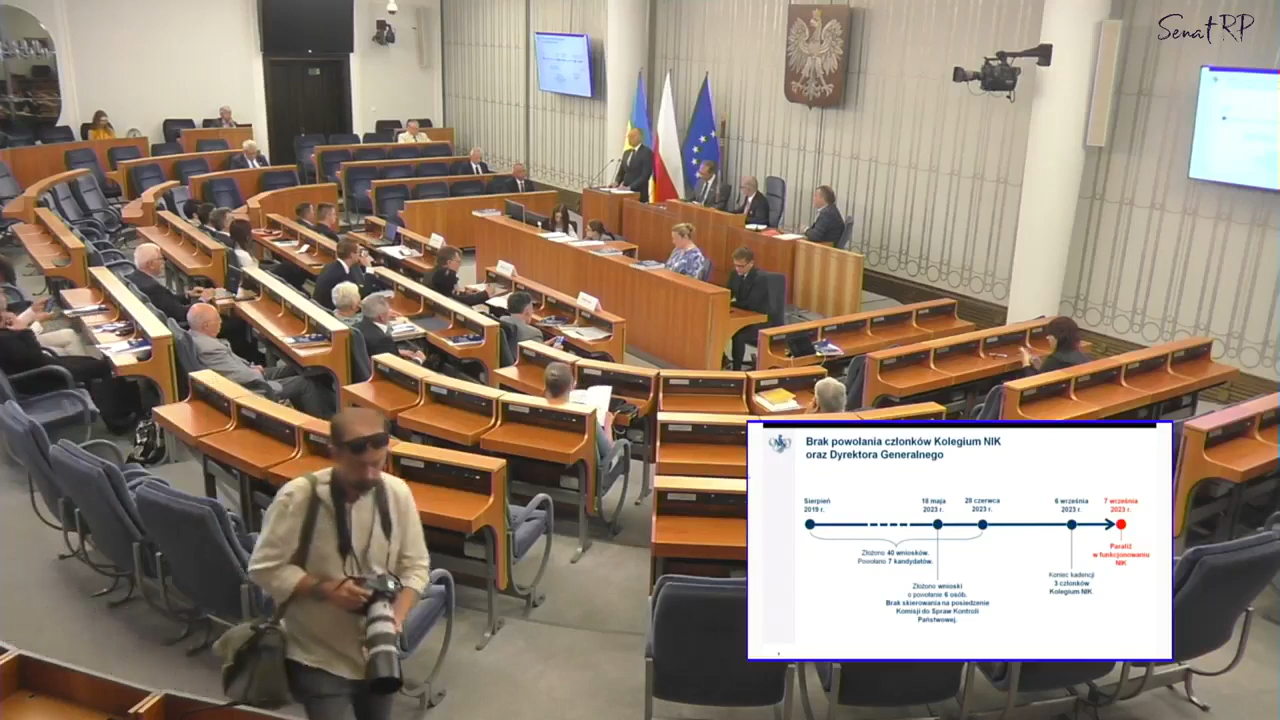 Senat RP
Brak powołania członków Kolegium NIK
oraz Dyrektora Generalnego
Sierpień
2019 r.
18 maja
2023 r.
28 czerwca
2023 r.
6 września
2023 r.
7 września
2023 r.
Złożono 40 wniosków.
Powołano 7 kandydatów.
Paraliż
w funkcjonowaniu
NIK
Złożono wnioski
o powołanie 6 osób.
Brak skierowania na posiedzenie
Komisji do Spraw Kontroli
Państwowej.
Koniec kadencji
3 członków
Kolegium NIK